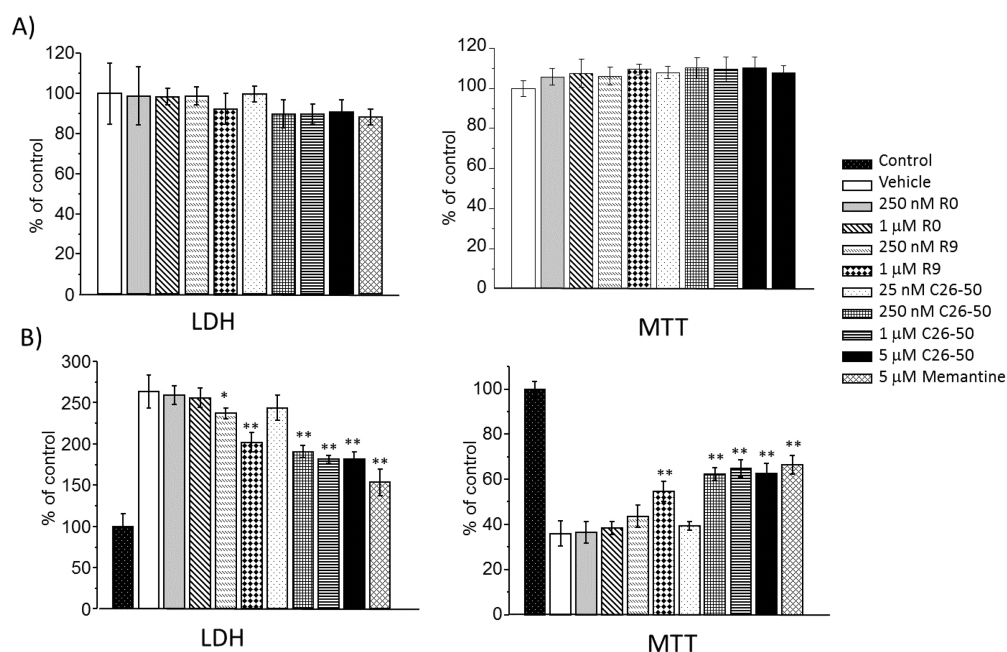 A)
% of control
120
100
80
60
40
20
0
LDH
% of control
120
100
80
60
40
20
0
MTT
Control
Vehicle
250 nM R0
1 µM R0
250 nM R9
1 µM R9
25 nM C26-50
250 nM C26-50
1 µM C26-50
5 µM C26-50
5 µM Memantine
B)
% of control
300
250
200
150
100
50
0
* ** ** ** ** **
LDH
% of control
100
80
60
40
20
0
** ** ** ** **
MTT